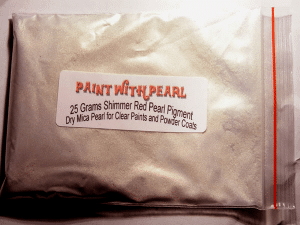 PAINT WITH PEARL
25 Grams Shimmer Red Pearl Pigment
Dry Mica Pearl for Clear Paints and Powder Coats